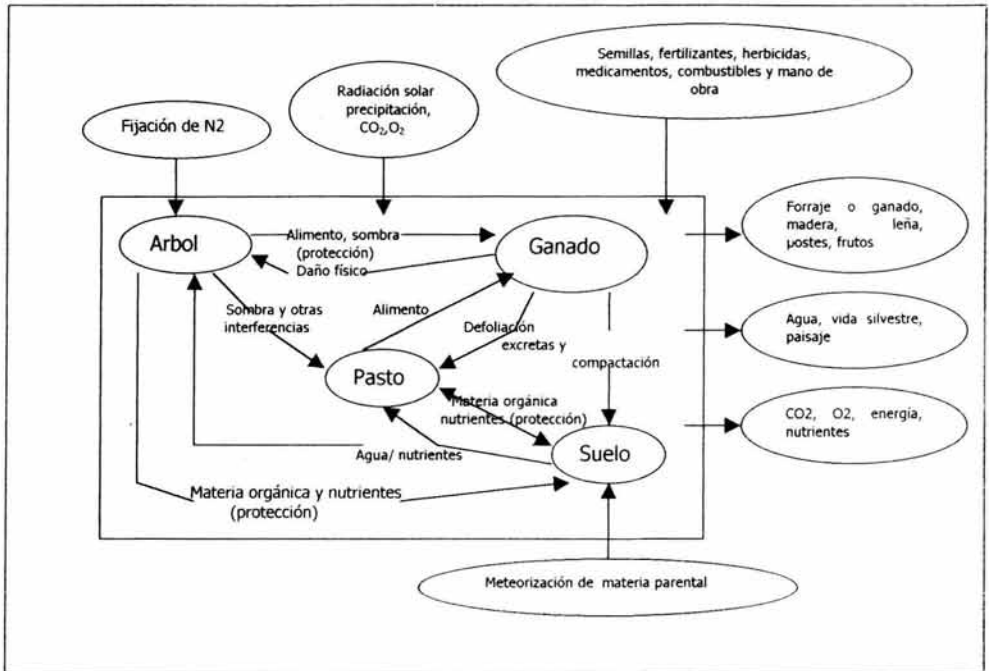 Semillas, fertilizantes, herbicidas,
medicamentos, combustibles y mano de
obra
Radiación solar
precipitación,
CO₂,O₂
Fijación de N2
Arbol
Alimento, sombra
(protección)
Daño físico
Ganado
Forraje o ganado,
madera, leña,
postes, frutos
Sombra y otras
interferencias
Alimento
Defoliación
excretas y
compactación
Agua, vida silvestre,
paisaje
Pasto
Materia orgánica
nutrientes (protección)
CO2, O2, energía,
nutrientes
Agua/ nutrientes
Suelo
Materia orgánica y nutrientes
(protección)
Meteorización de materia parental